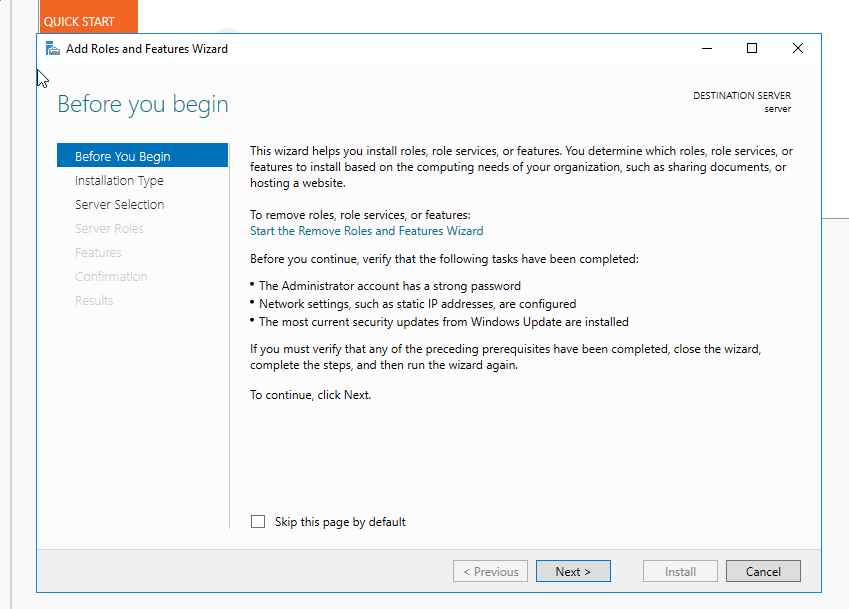 QUICK START
Add Roles and Features Wizard
Before you begin
DESTINATION SERVER
server
Before You Begin
Installation Type
Server Selection
Server Roles
Features
Confirmation
Results
This wizard helps you install roles, role services, or features. You determine which roles, role services, or
features to install based on the computing needs of your organization, such as sharing documents, or
hosting a website.
To remove roles, role services, or features:
Start the Remove Roles and Features Wizard
Before you continue, verify that the following tasks have been completed:
• The Administrator account has a strong password
• Network settings, such as static IP addresses, are configured
• The most current security updates from Windows Update are installed
If you must verify that any of the preceding prerequisites have been completed, close the wizard,
complete the steps, and then run the wizard again.
To continue, click Next.
Skip this page by default
< Previous
Next >
Install
Cancel